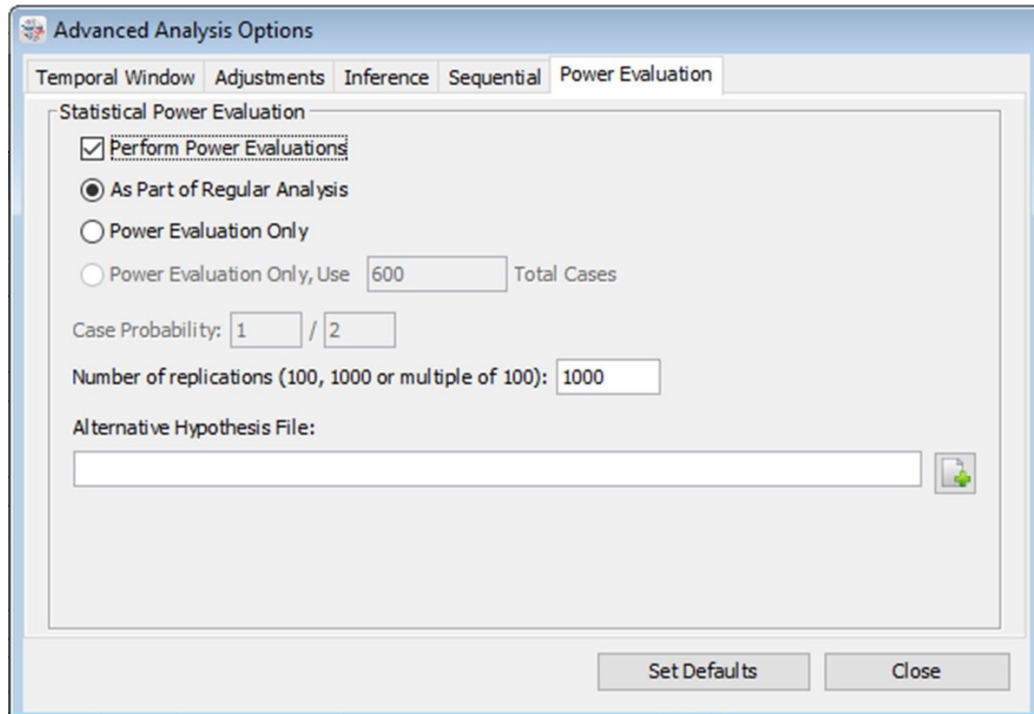 Advanced Analysis Options
Temporal Window Adjustments Inference Sequential Power Evaluation
Statistical Power Evaluation
Perform Power Evaluations
As Part of Regular Analysis
Power Evaluation Only
Power Evaluation Only, Use 600 Total Cases
Case Probability: 1 / 2
Number of replications (100, 1000 or multiple of 100): 1000
Alternative Hypothesis File:
Set Defaults Close